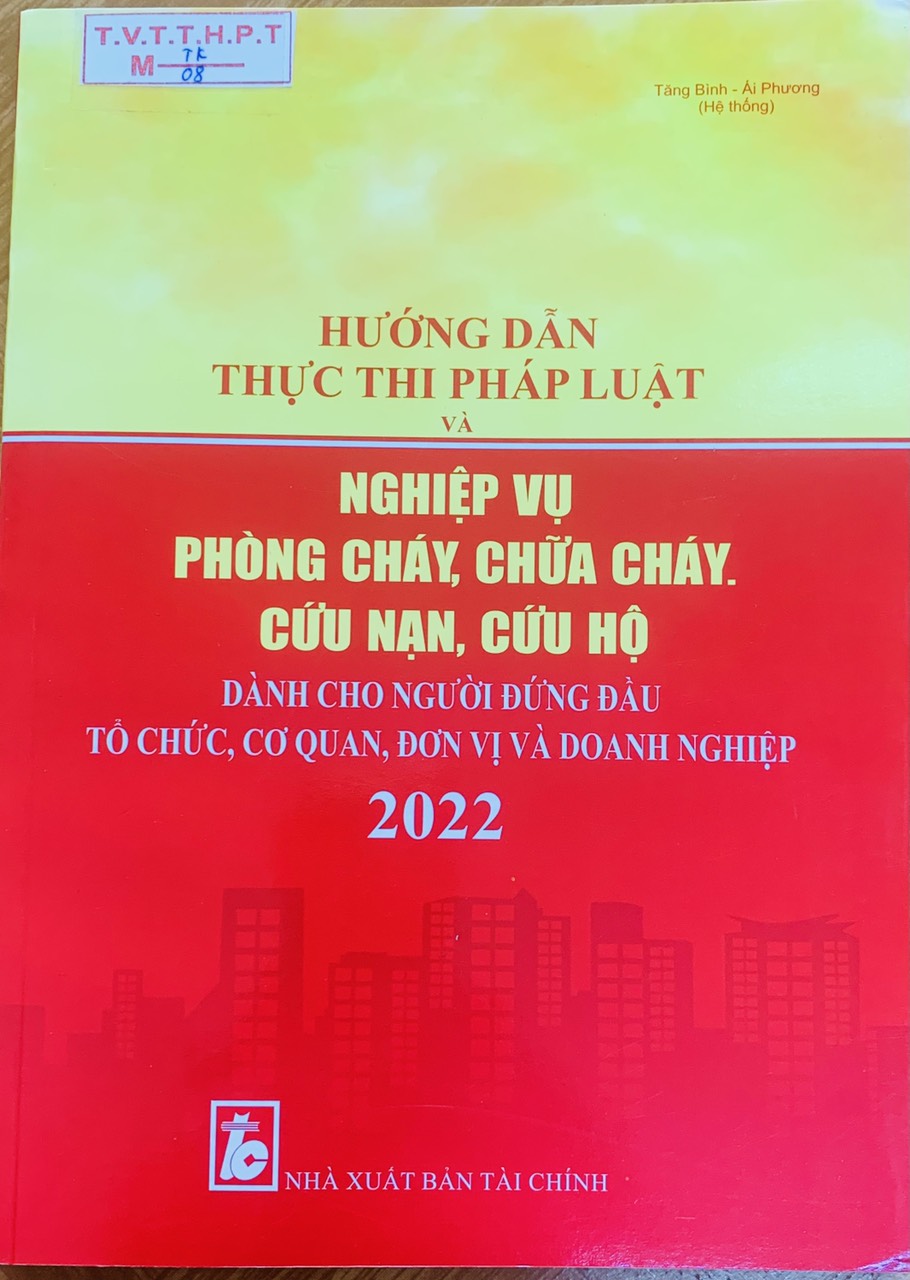 T.V.T.T.H.P.T
M TK
08
Tăng Bình - Ái Phương
(Hệ thống)
HƯỚNG DẪN
THỰC THI PHÁP LUẬT
VÀ
NGHIỆP VỤ
PHÒNG CHÁY, CHỮA CHÁY.
CỨU NẠN, CỨU HỘ
DÀNH CHO NGƯỜI ĐỨNG ĐẦU
TỔ CHỨC, CƠ QUAN, ĐƠN VỊ VÀ DOANH NGHIỆP
2022
tc
NHÀ XUẤT BẢN TÀI CHÍNH